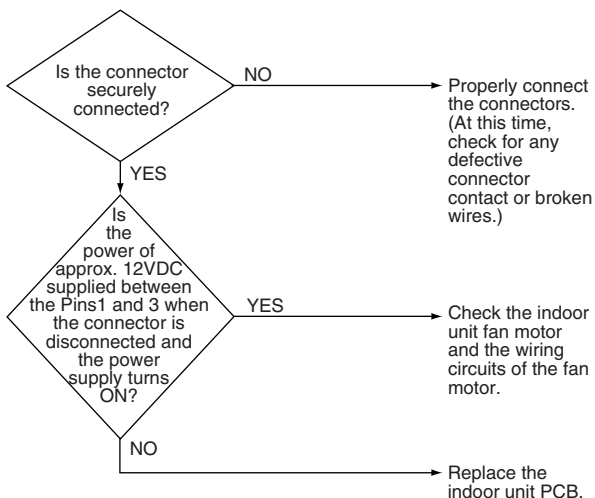 Is the connector
securely
connected?
NO
Properly connect
the connectors.
(At this time,
check for any
defective
connector
contact or broken
wires.)
YES
Is
the
power of
approx. 12VDC
supplied between
the Pins1 and 3 when
the connector is
disconnected and
the power
supply turns
ON?
YES
Check the indoor
unit fan motor
and the wiring
circuits of the fan
motor.
NO
Replace the
indoor unit PCB.